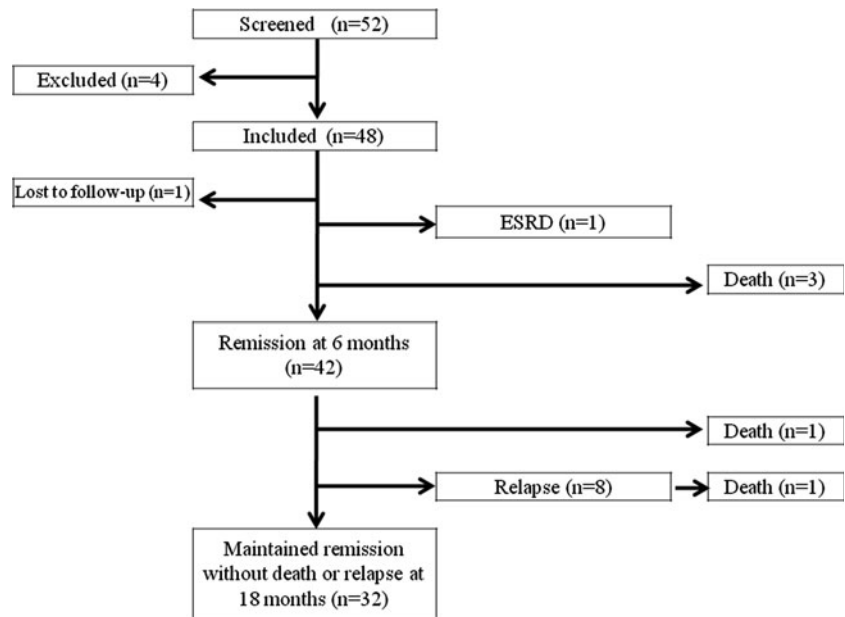 Screened (n=52)
Excluded (n=4)
Included (n=48)
Lost to follow-up (n=1)
ESRD (n=1)
Death (n=3)
Remission at 6 months
(n=42)
Death (n=1)
Relapse (n=8)
Death (n=1)
Maintained remission
without death or relapse at
18 months (n=32)